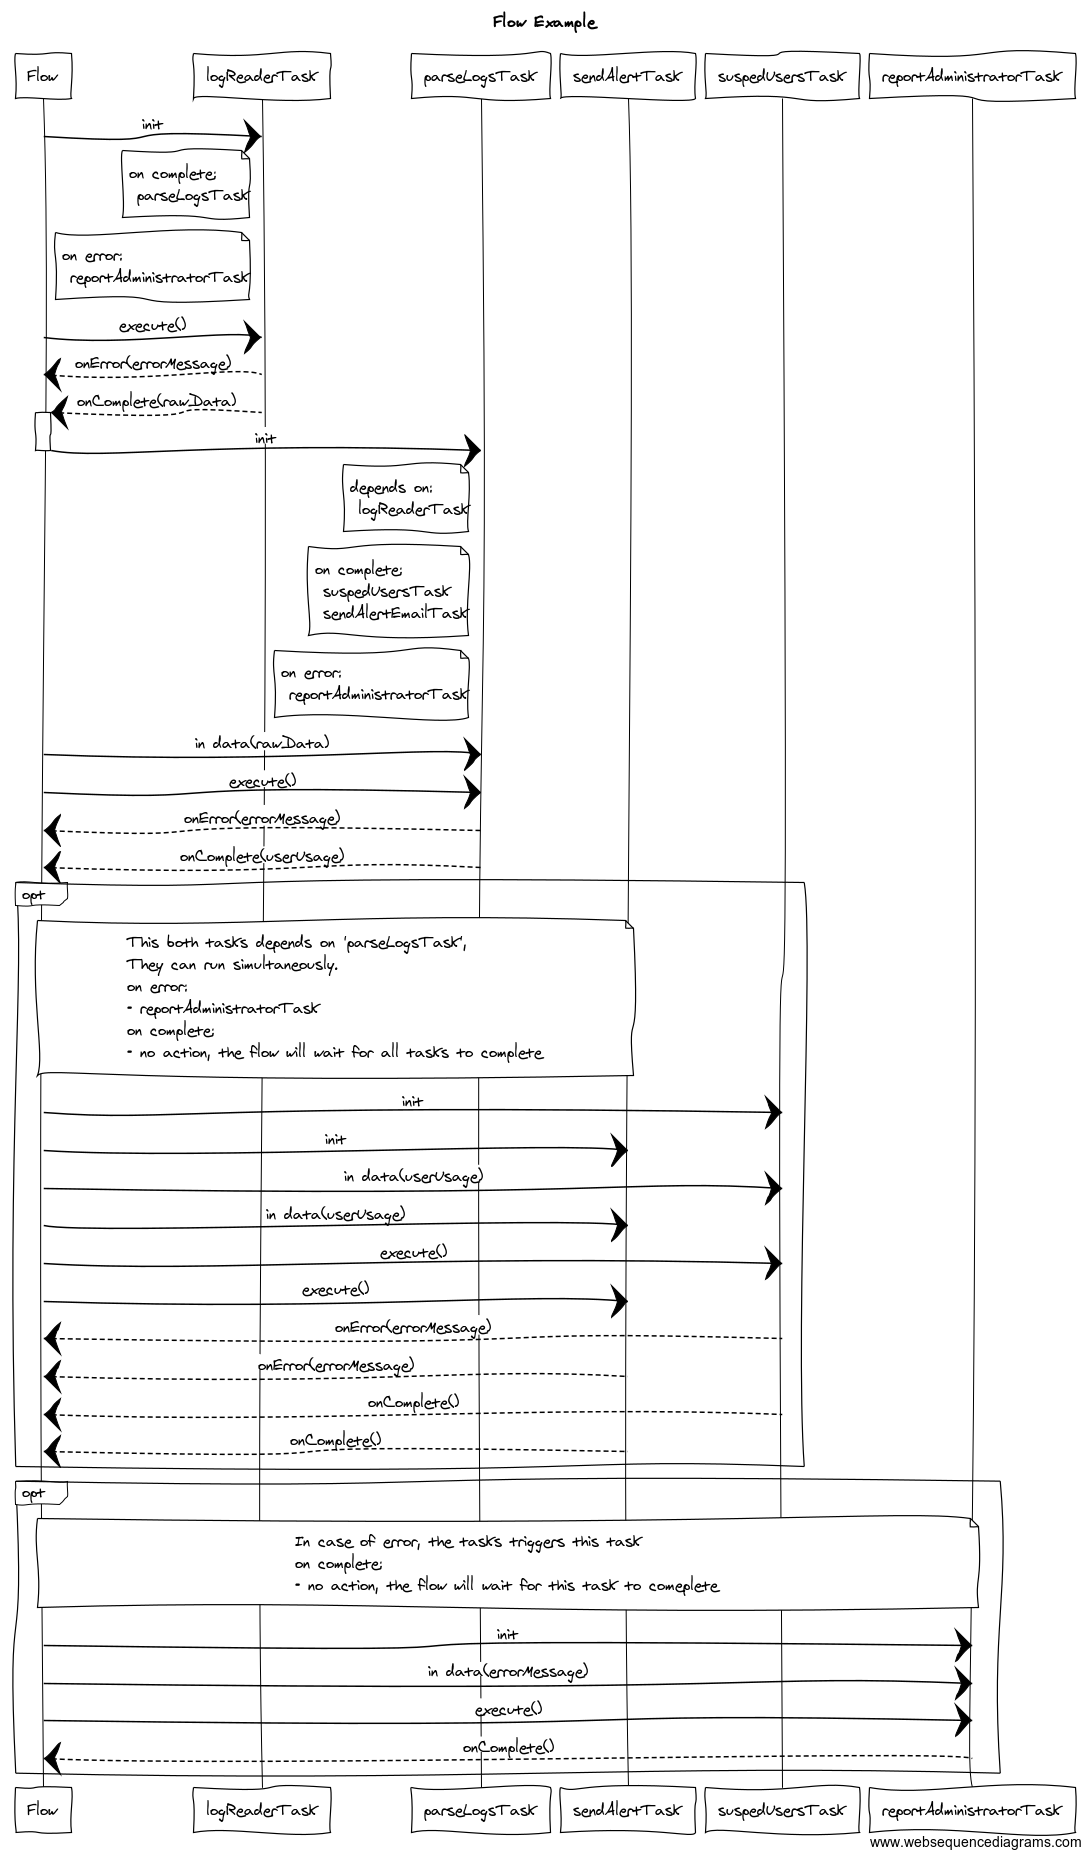 Flow Example
Flow logReaderTask parseLogsTask sendAlertTask suspedUsersTask reportAdministratorTask
init
on complete:
parseLogsTask
on error:
reportAdministratorTask
execute()
onError(errorMessage)
onComplete(rawData)
init
depends on:
logReaderTask
on complete:
suspedUsersTask
sendAlertEmailTask
on error:
reportAdministratorTask
in data(rawData)
execute()
onError(errorMessage)
onComplete(userUsage)
opt
This both tasks depends on 'parseLogsTask',
They can run simultaneously.
on error:
- reportAdministratorTask
on complete:
- no action, the flow will wait for all tasks to complete
init
init
in data(userUsage)
in data(userUsage)
execute()
execute()
onError(errorMessage)
onError(errorMessage)
onComplete()
onComplete()
opt
In case of error, the tasks triggers this task
on complete:
- no action, the flow will wait for this task to comeplete
init
in data(errorMessage)
execute()
onComplete()
Flow logReaderTask parseLogsTask sendAlertTask suspedUsersTask reportAdministratorTask
www.websequencediagrams.com